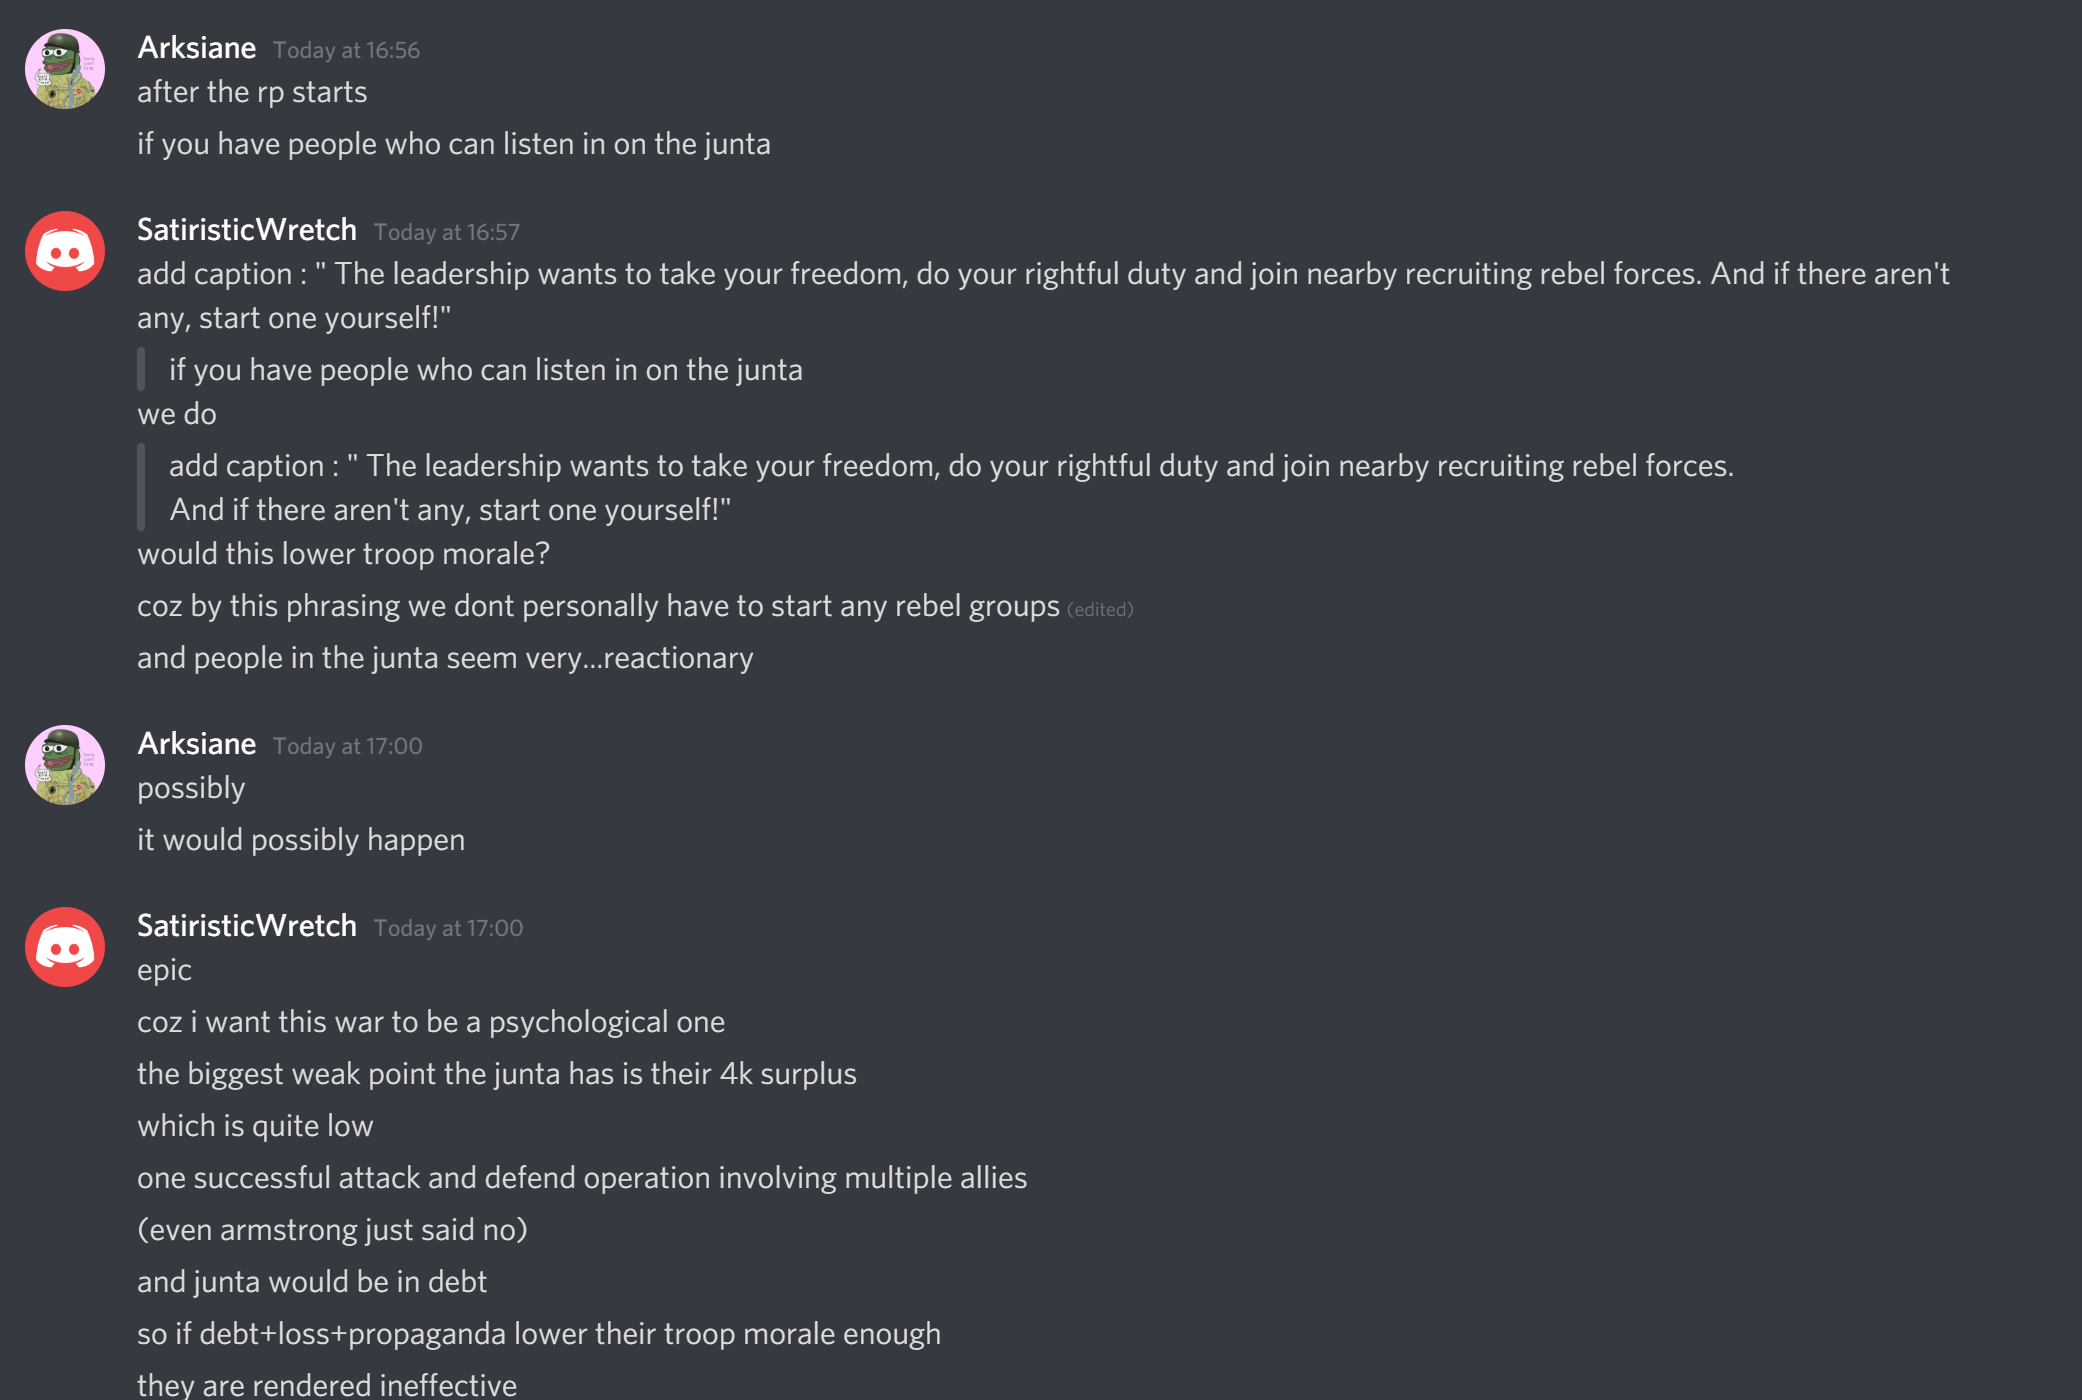 Arksiane Today at 16:56
after the rp starts
if you have people who can listen in on the junta
SatiristicWretch Today at 16:57
add caption : " The leadership wants to take your freedom, do your rightful duty and join nearby recruiting rebel forces. And if there aren't
any, start one yourself!"
if you have people who can listen in on the junta
we do
add caption : " The leadership wants to take your freedom, do your rightful duty and join nearby recruiting rebel forces.
And if there aren't any, start one yourself!"
would this lower troop morale?
coz by this phrasing we dont personally have to start any rebel groups (edited)
and people in the junta seem very...reactionary
Arksiane Today at 17:00
possibly
it would possibly happen
SatiristicWretch Today at 17:00
epic
coz i want this war to be a psychological one
the biggest weak point the junta has is their 4k surplus
which is quite low
one successful attack and defend operation involving multiple allies
(even armstrong just said no)
and junta would be in debt
so if debt+loss+propaganda lower their troop morale enough
they are rendered ineffective